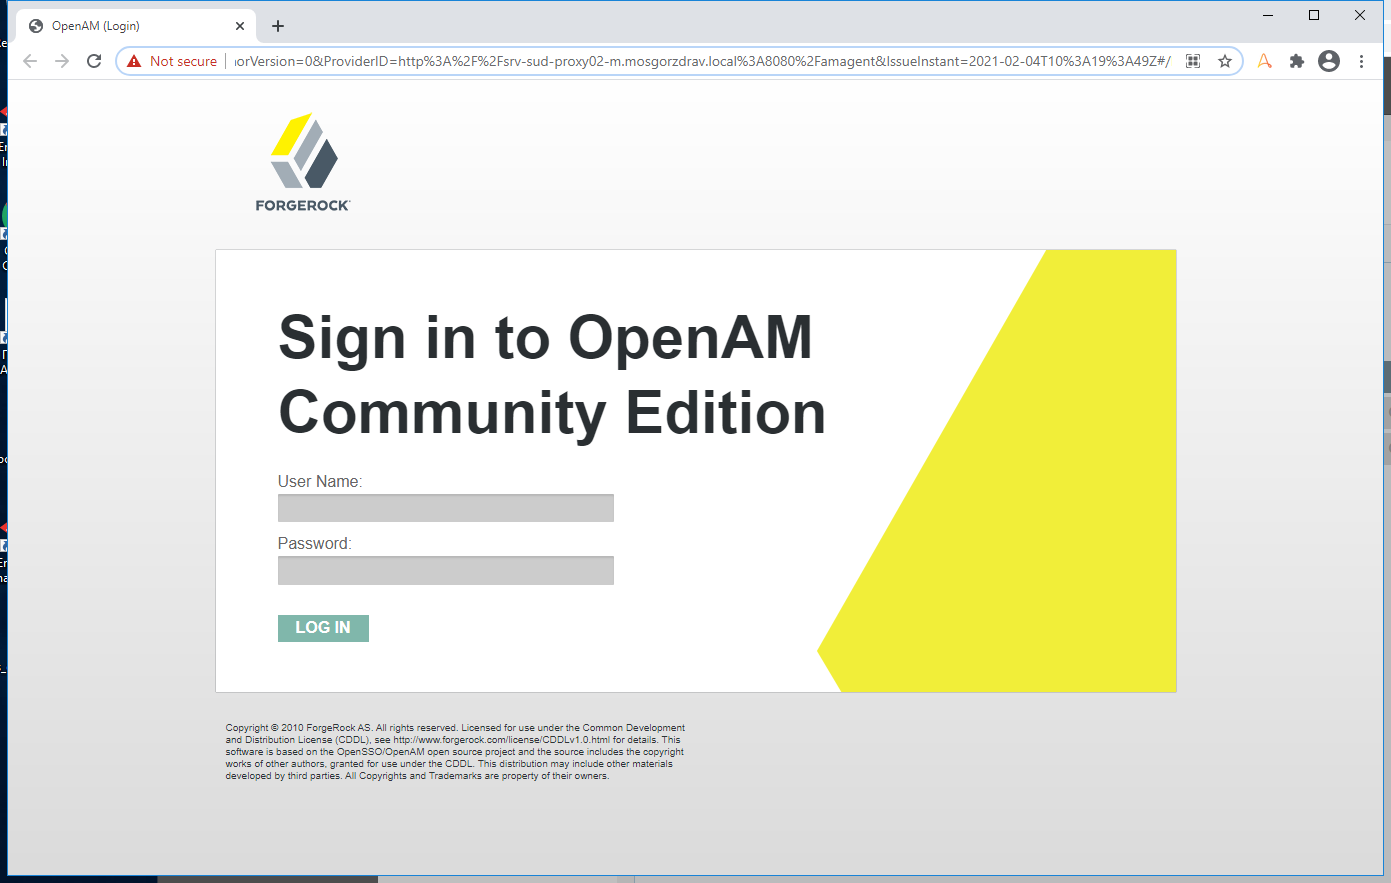 OpenAM (Login)
Not secure
norVersion=0&ProviderID=http%3A%2F%2Fsrv-sud-proxy02-m.mosgorzdrav.local%3A8080%2Famagent&IssueInstant=2021-02-04T10%3A19%3A49Z#/
FORGEROCK
Sign in to OpenAM
Community Edition
User Name:
Password:
LOG IN
Copyright © 2010 ForgeRock AS. All rights reserved. Licensed for use under the Common Development
and Distribution License (CDDL), see http://www.forgerock.com/license/CDDLv1.0.html for details. This
software is based on the OpenSSO/OpenAM open source project and the source includes the copyright
works of other authors, granted for use under the CDDL. This distribution may include other materials
developed by third parties. All Copyrights and Trademarks are property of their owners.